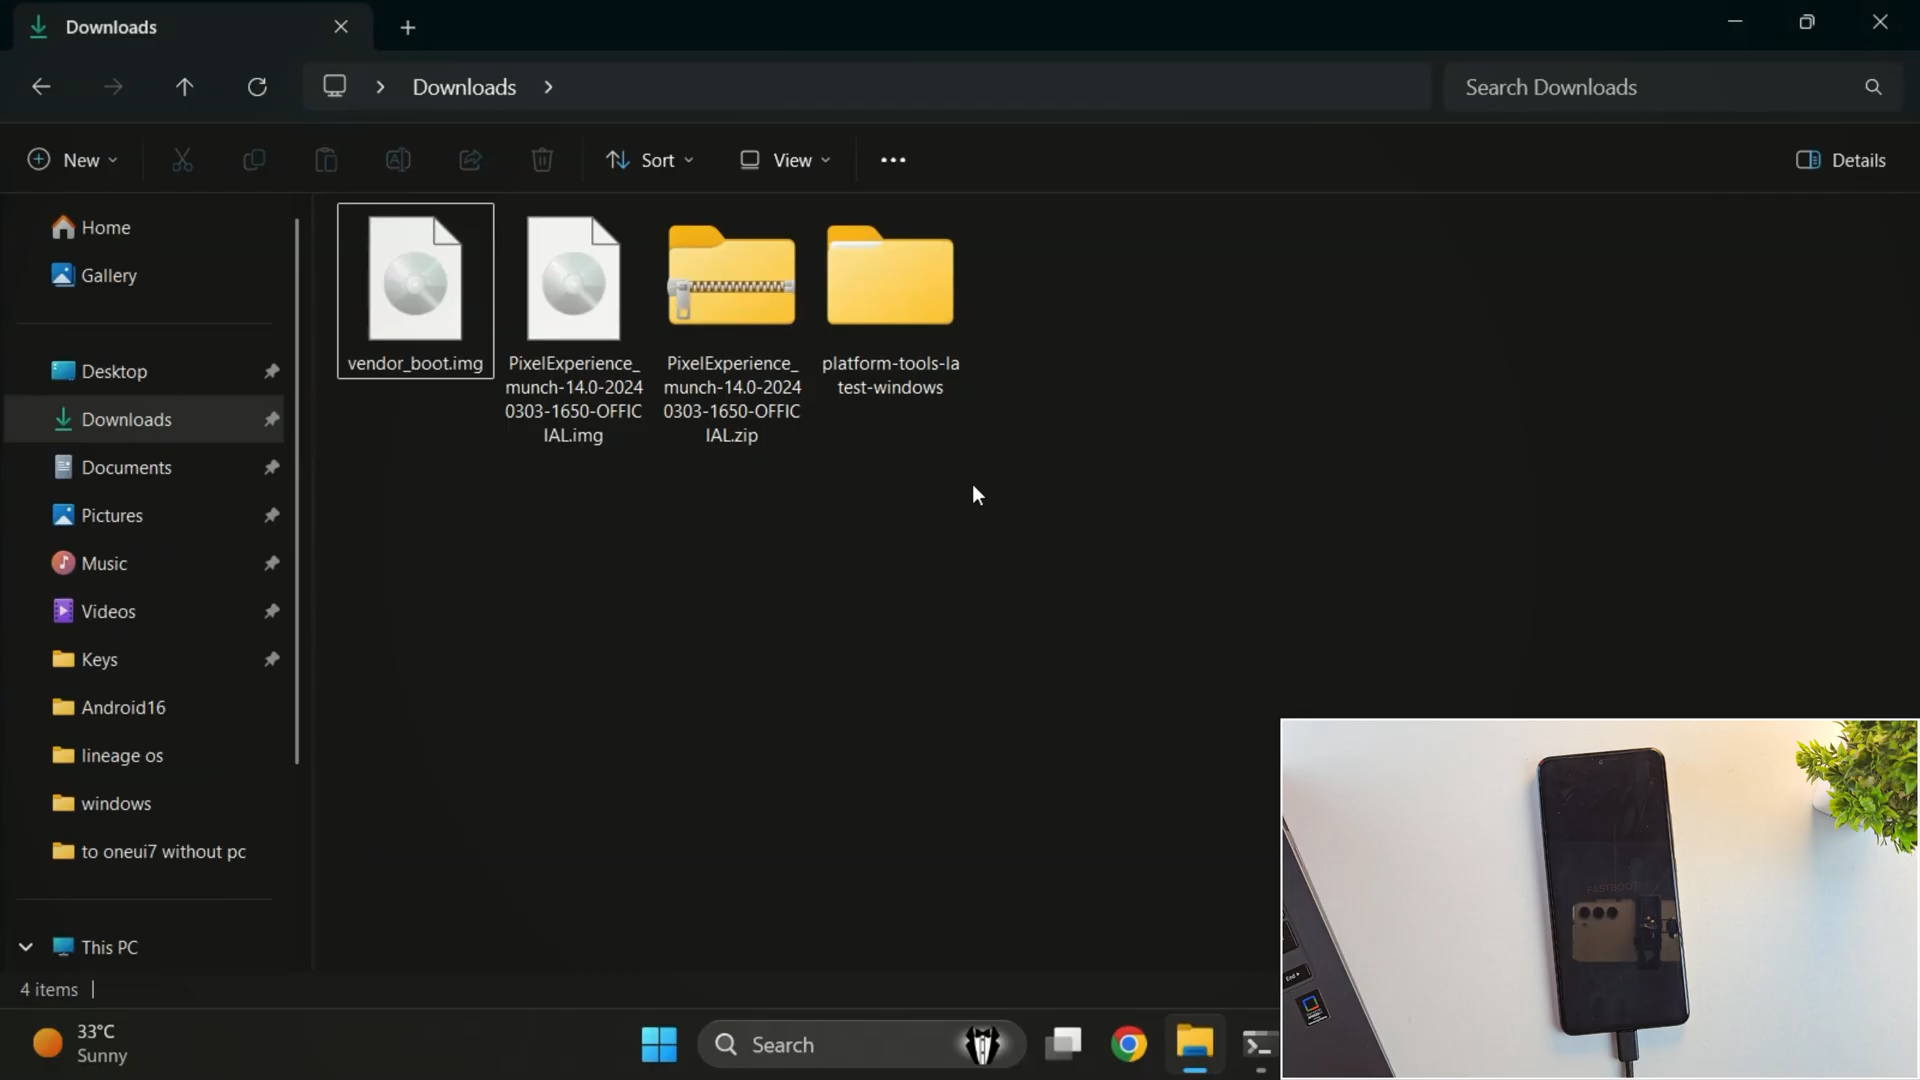 Downloads
Downloads
Search Downloads
New
Sort
View
Details
Home
Gallery
Desktop
Downloads
Documents
Pictures
Music
Videos
Keys
Android16
lineage os
windows
to oneui7 without pc
This PC
vendor_boot.img
PixelExperience_
munch-14.0-2024
0303-1650-OFFIC
IAL.img
PixelExperience_
munch-14.0-2024
0303-1650-OFFIC
IAL.zip
platform-tools-la
test-windows
4 items
33°C
Sunny
Search
FASTBOOT
End